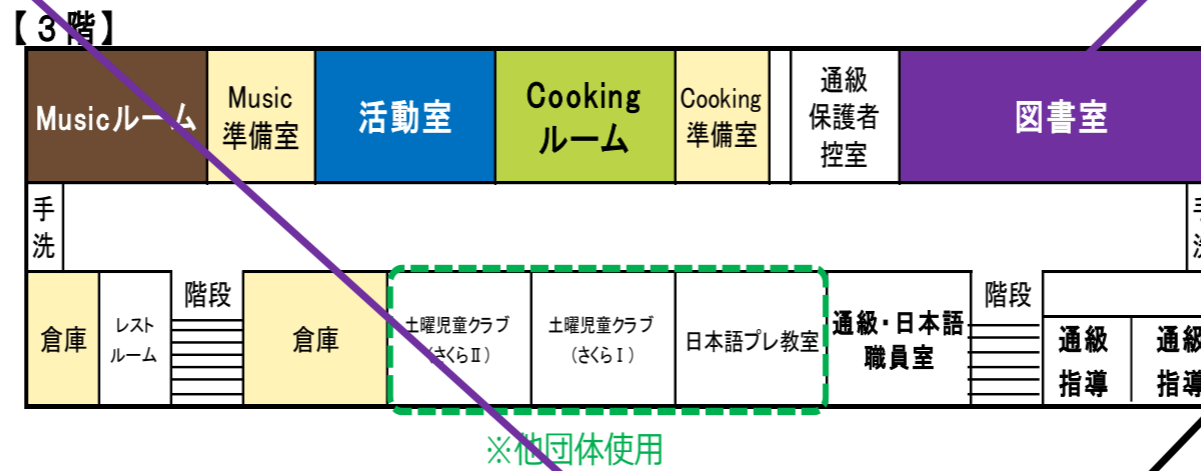 【３階】
Musicルーム
Music
準備室
活動室
Cooking
ルーム
Cooking
準備室
通級
保護者
控室
図書室
手
洗
手
洗
倉庫
レスト
ルーム
階段
倉庫
土曜児童クラブ
（さくらⅡ）
土曜児童クラブ
（さくらⅠ）
日本語プレ教室
通級・日本語
職員室
階段
通級
指導
通級
指導
※他団体使用